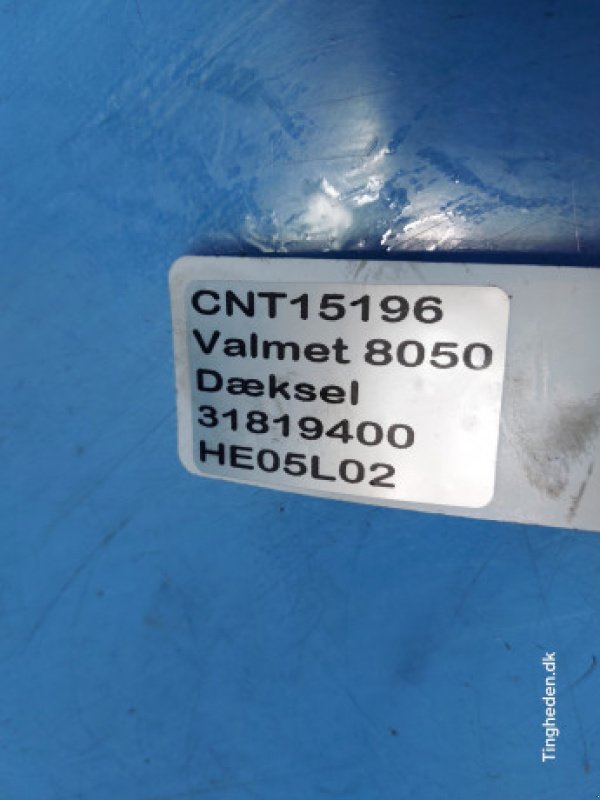 CNT15196
Valmet 8050
Dæksel
31819400
HE05L02
Tingheden.dk